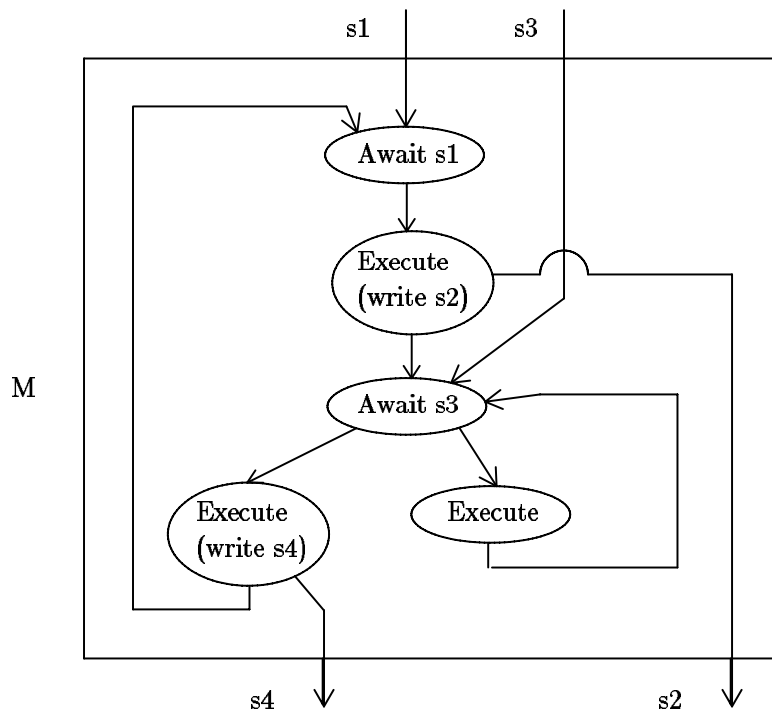 s1
s3
Await s1
Execute
(write s2)
M
Await s3
Execute
(write s4)
Execute
s4
s2